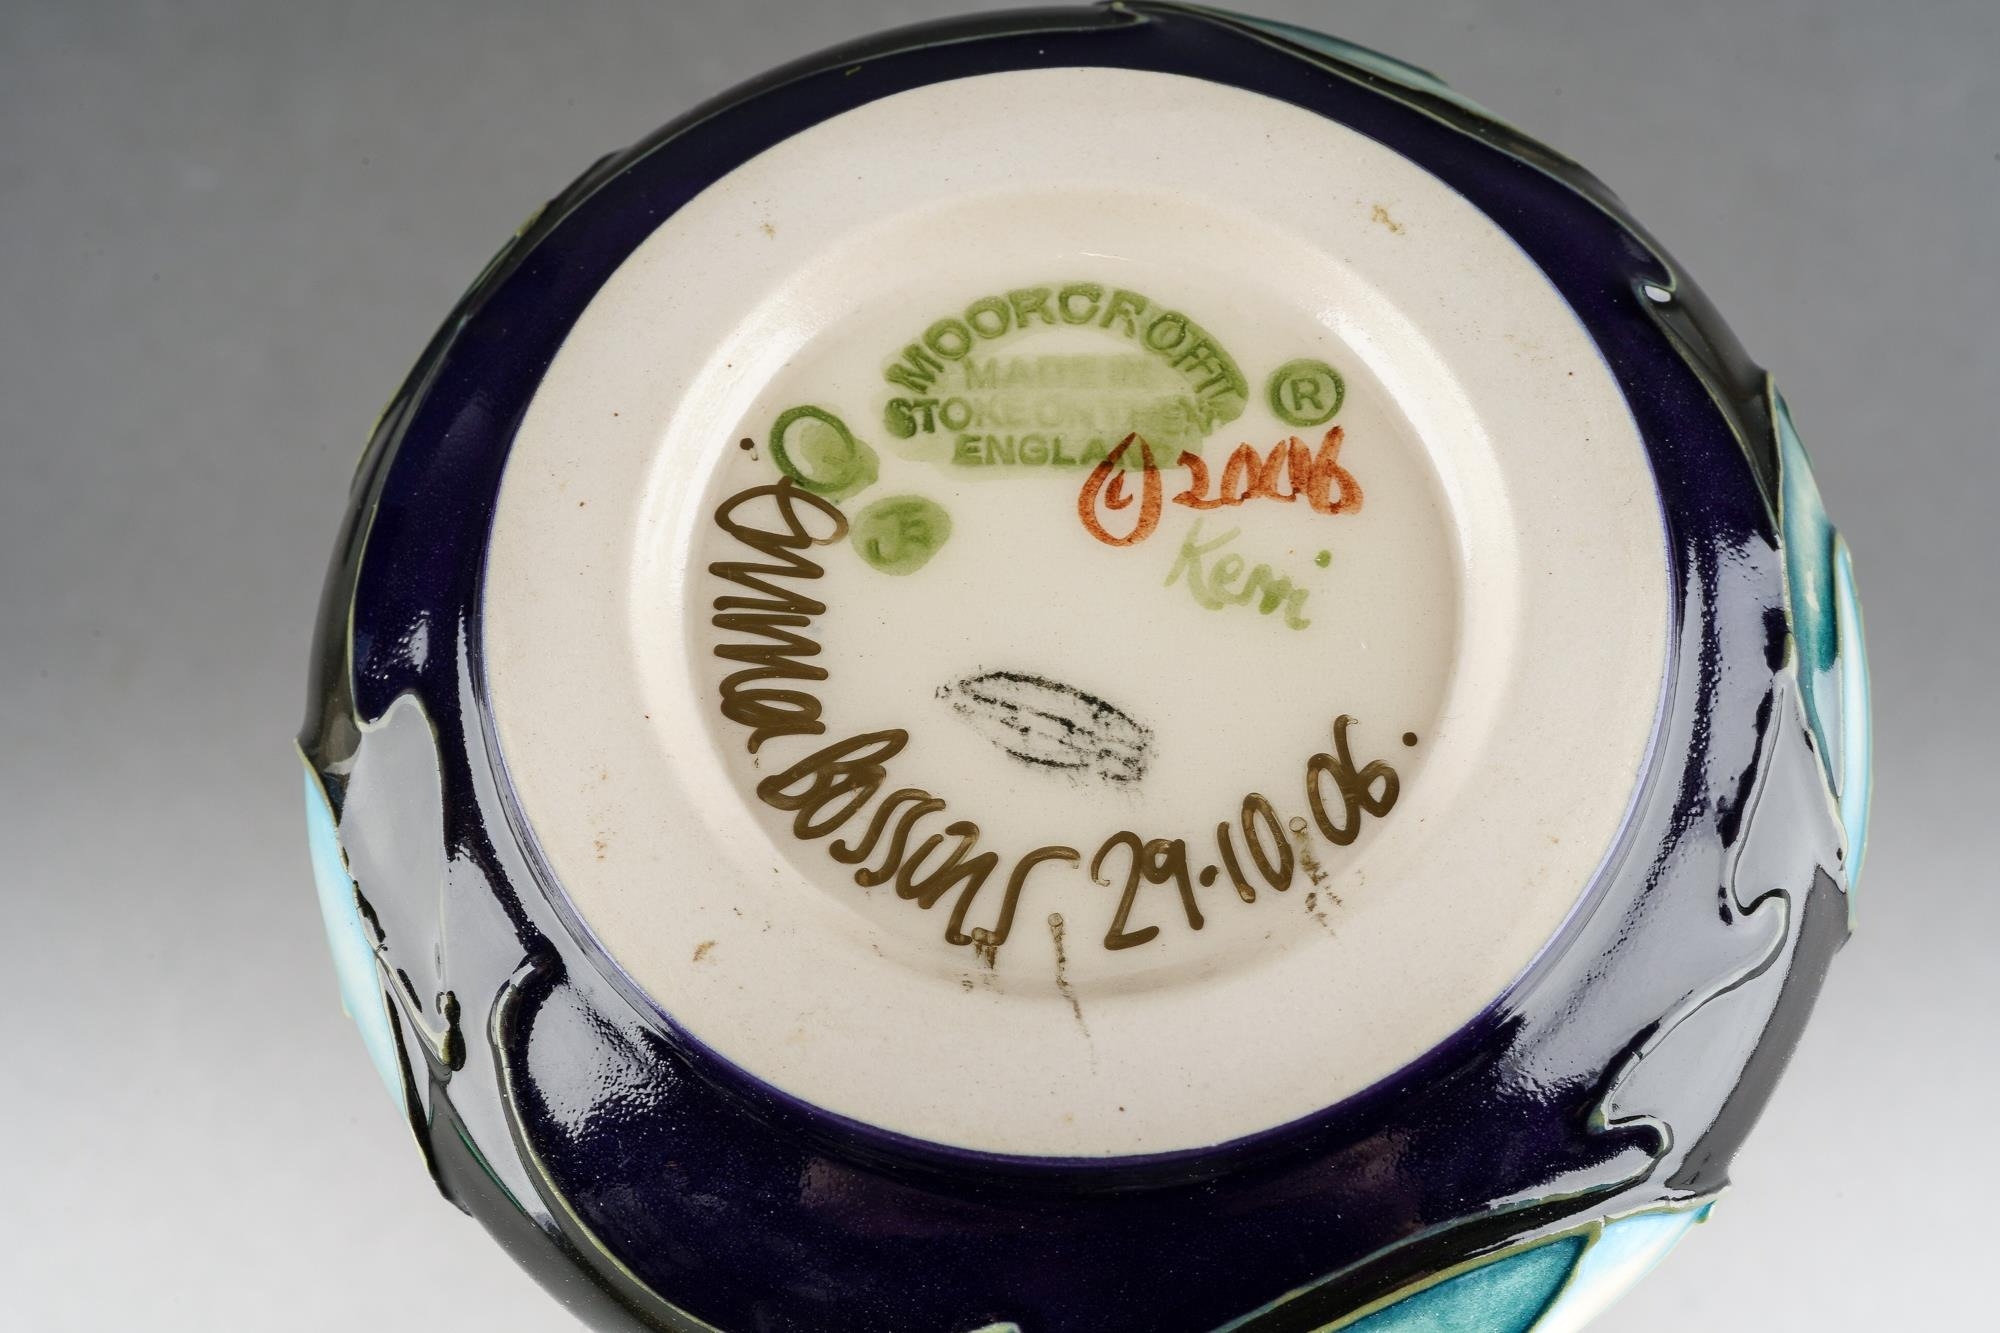 MOORCROFT
MADE IN
STOKE ON TRENT
ENGLAND
®
2006
Kerri
Emma Bossons 29·10·06.